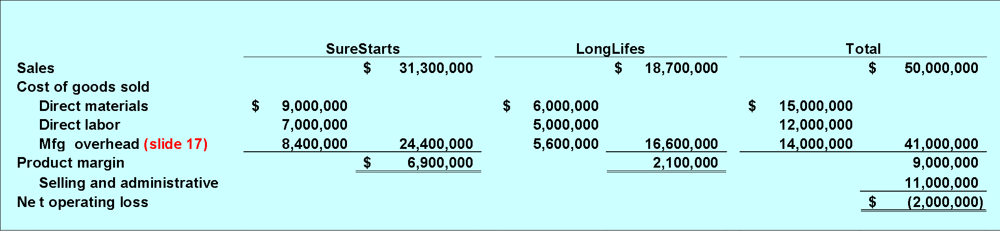 SureStarts LongLifes Total
Sales $ 31,300,000 $ 18,700,000 $ 50,000,000
Cost of goods sold
Direct materials $ 9,000,000 $ 6,000,000 $ 15,000,000
Direct labor 7,000,000 5,000,000 12,000,000
Mfg overhead (slide 17) 8,400,000 24,400,000 5,600,000 16,600,000 14,000,000 41,000,000
Product margin $ 6,900,000 2,100,000 9,000,000
Selling and administrative 11,000,000
Ne t operating loss $ (2,000,000)